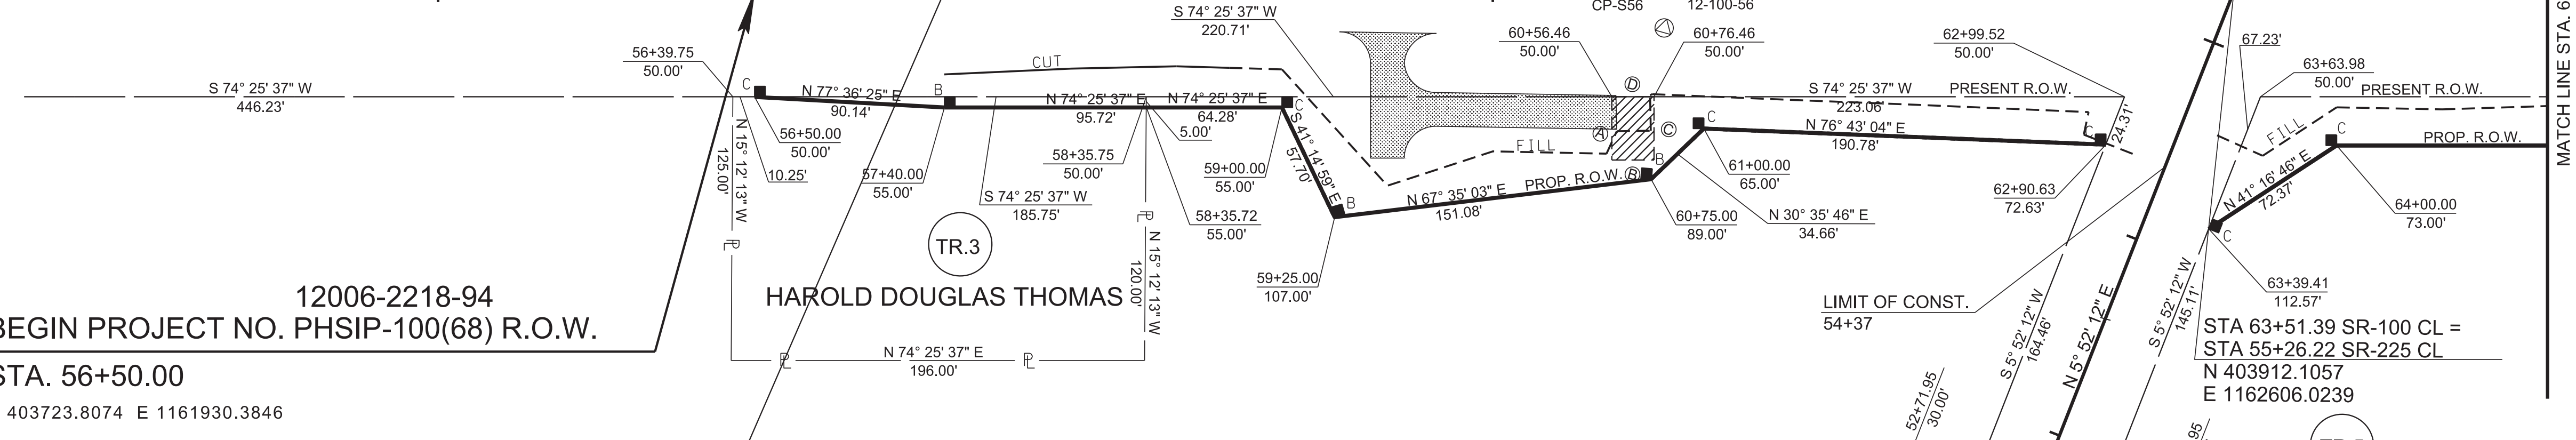 CP-S56
12-100-56
S 74° 25' 37" W
220.71'
60+56.46
50.00'
60+76.46
50.00'
62+99.52
50.00'
67.23'
63+63.98
50.00'
MATCH LINE STA. 6
56+39.75
50.00'
CUT
S 74° 25' 37" W
446.23'
C
N 77° 36' 25" E
90.14'
B
N 74° 25' 37" E
95.72'
N 74° 25' 37" E
64.28'
C
D
S 74° 25' 37" W
223.06'
PRESENT R.O.W.
PRESENT R.O.W.
24.31'
56+50.00
50.00'
5.00'
S 41° 14' 59" E
57.70'
A
C
C
N 76° 43' 04" E
190.78'
C
FILL
C
PROP. R.O.W.
FILL
N 15° 12' 13" W
125.00'
10.25'
57+40.00
55.00'
58+35.75
50.00'
59+00.00
55.00'
B
B
61+00.00
65.00'
62+90.63
72.63'
N 41° 16' 46" E
72.37'
64+00.00
73.00'
S 74° 25' 37" W
185.75'
58+35.72
55.00'
B
N 67° 35' 03" E
151.08'
PROP. R.O.W.
60+75.00
89.00'
N 30° 35' 46" E
34.66'
C
PL
PL
TR.3
N 15° 12' 13" W
120.00'
59+25.00
107.00'
63+39.41
112.57'
12006-2218-94
HAROLD DOUGLAS THOMAS
LIMIT OF CONST.
54+37
S 5° 52' 12" W
164.46'
N 5° 52' 12" E
S 5° 52' 12" W
145.11'
BEGIN PROJECT NO. PHSIP-100(68) R.O.W.
STA 63+51.39 SR-100 CL =
STA 55+26.22 SR-225 CL
PL
N 74° 25' 37" E
196.00'
PL
STA. 56+50.00
N 403912.1057
E 1162606.0239
403723.8074 E 1161930.3846
52+71.95
30.00'
95